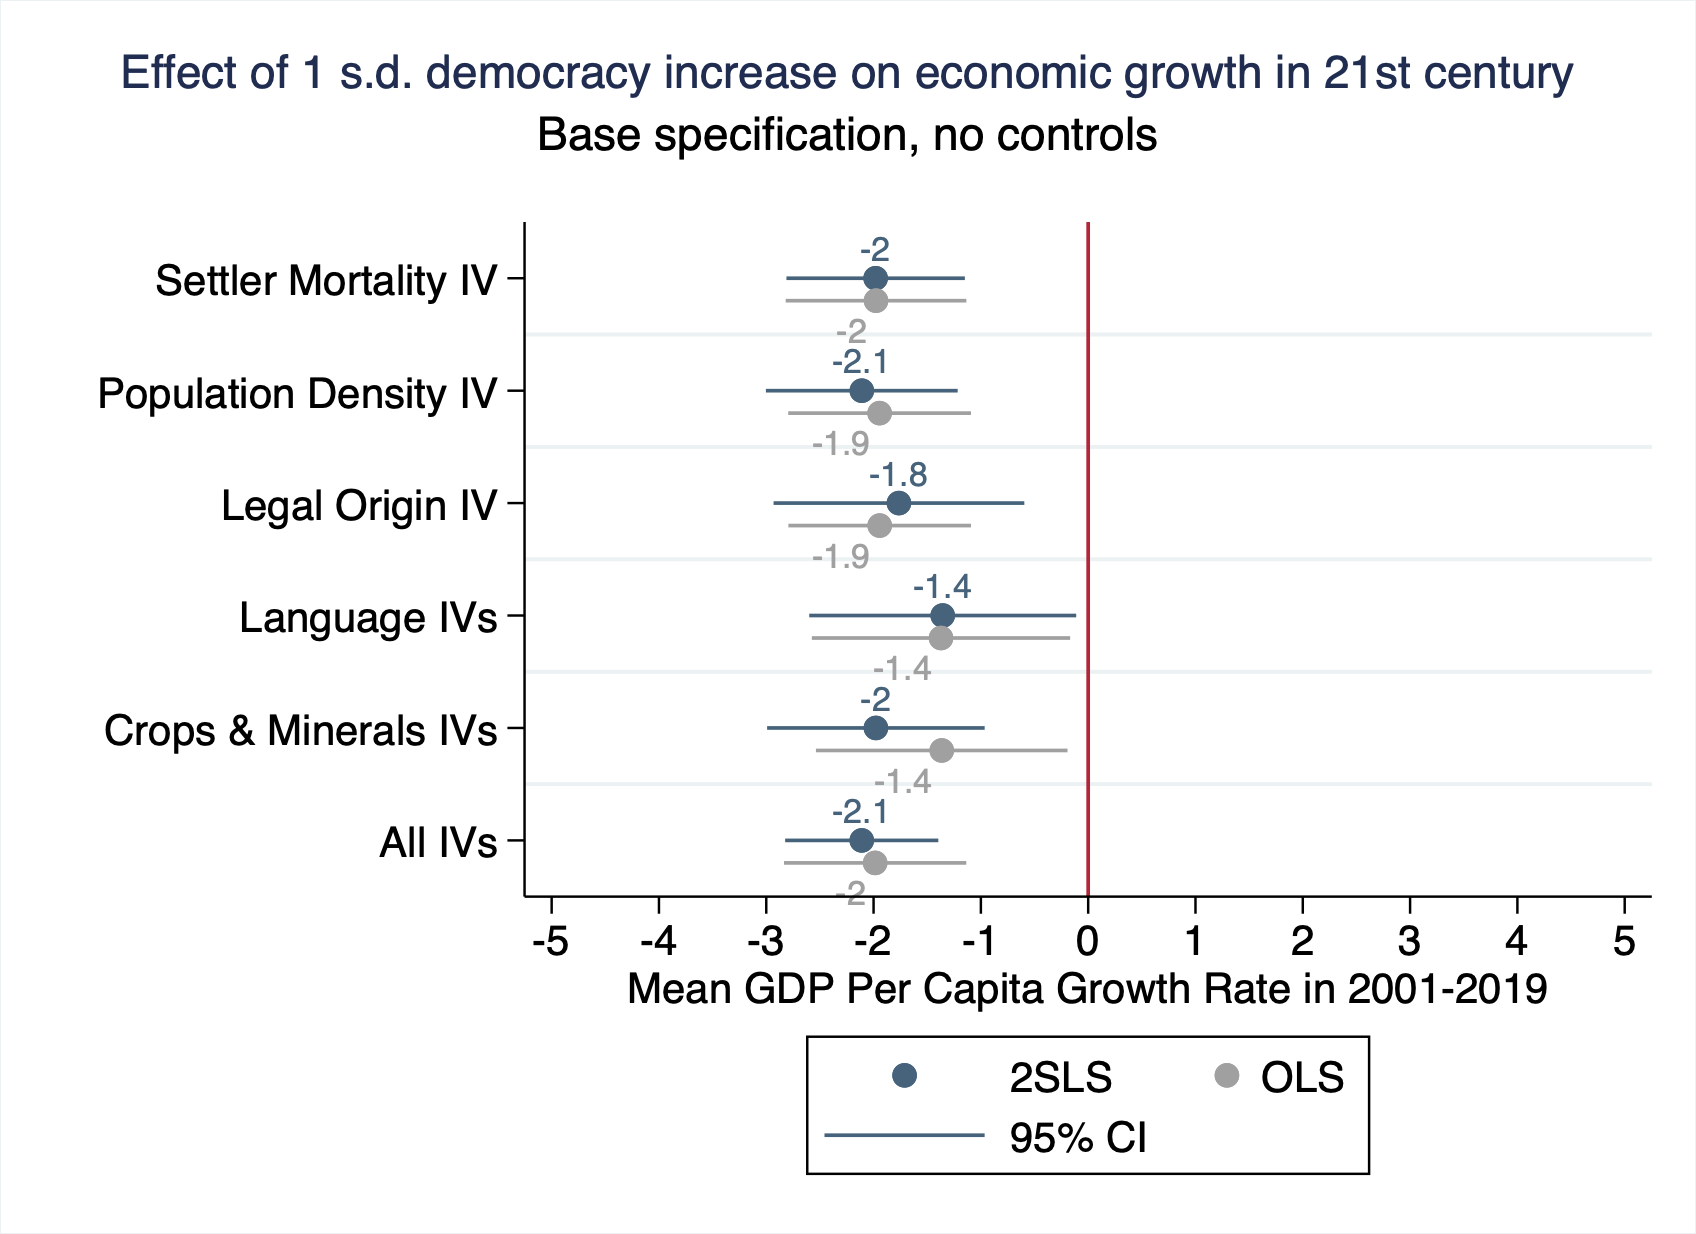 Effect of 1 s.d. democracy increase on economic growth in 21st century
Base specification, no controls
-2
Settler Mortality IV
-2
-2.1
Population Density IV
-1.9
-1.8
Legal Origin IV
-1.9
-1.4
Language IVs
-1.4
-2
Crops & Minerals IVs
-1.4
-2.1
All IVs
-2
-5 -4 -3 -2 -1 0 1 2 3 4 5
Mean GDP Per Capita Growth Rate in 2001-2019
2SLS OLS
95% CI